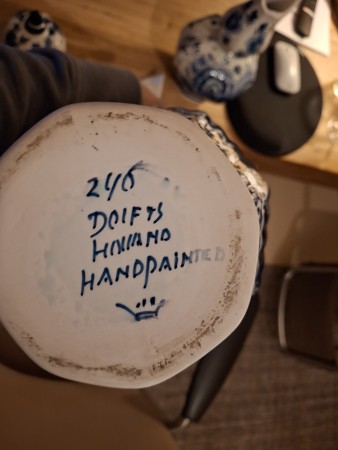 246
DElFTS
HOllAND
HANDPAINTED